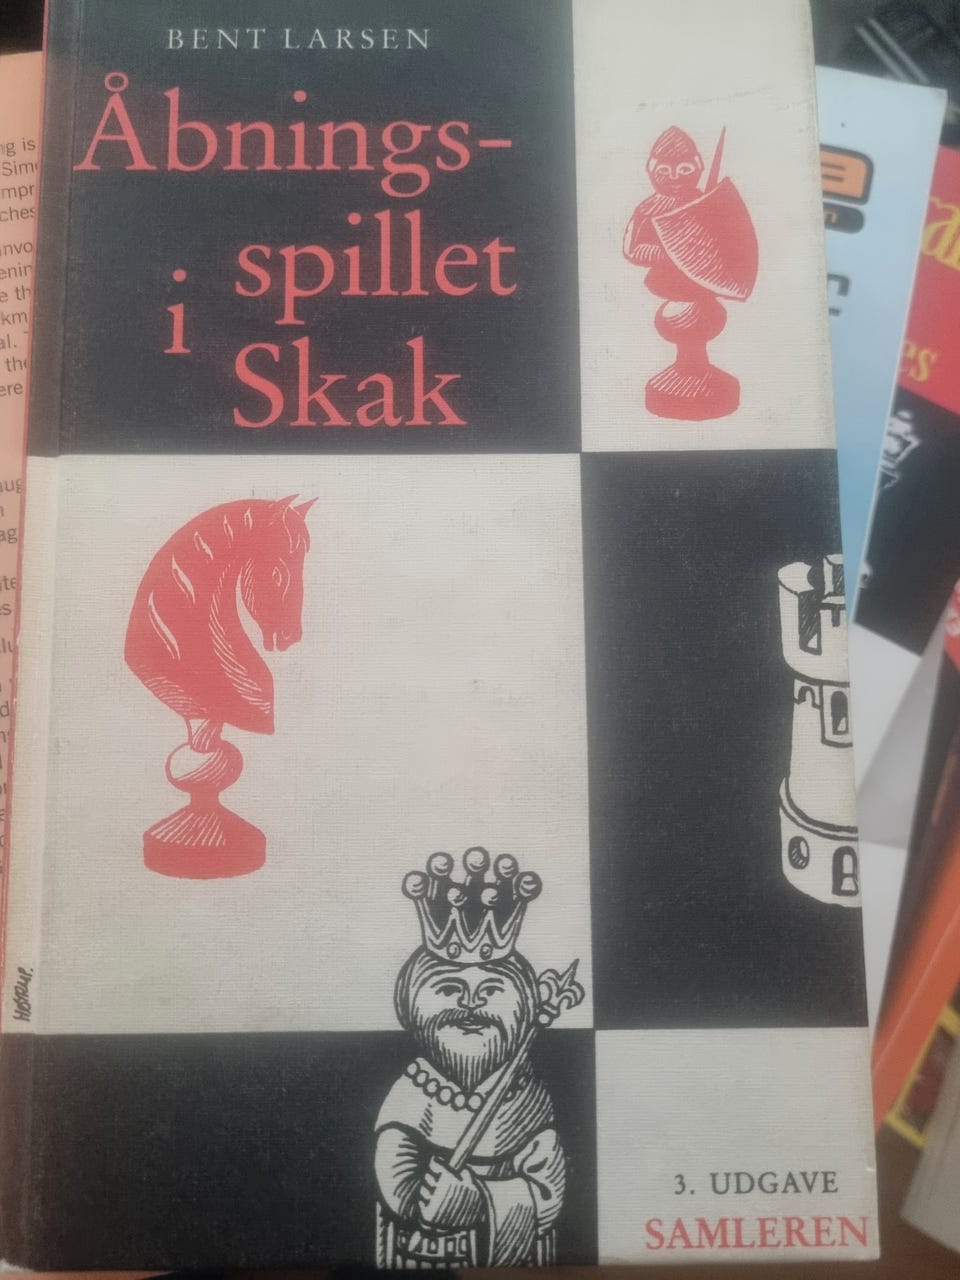 BENT LARSEN
Åbnings-
spillet
i
Skak
3. UDGAVE
SAMLEREN